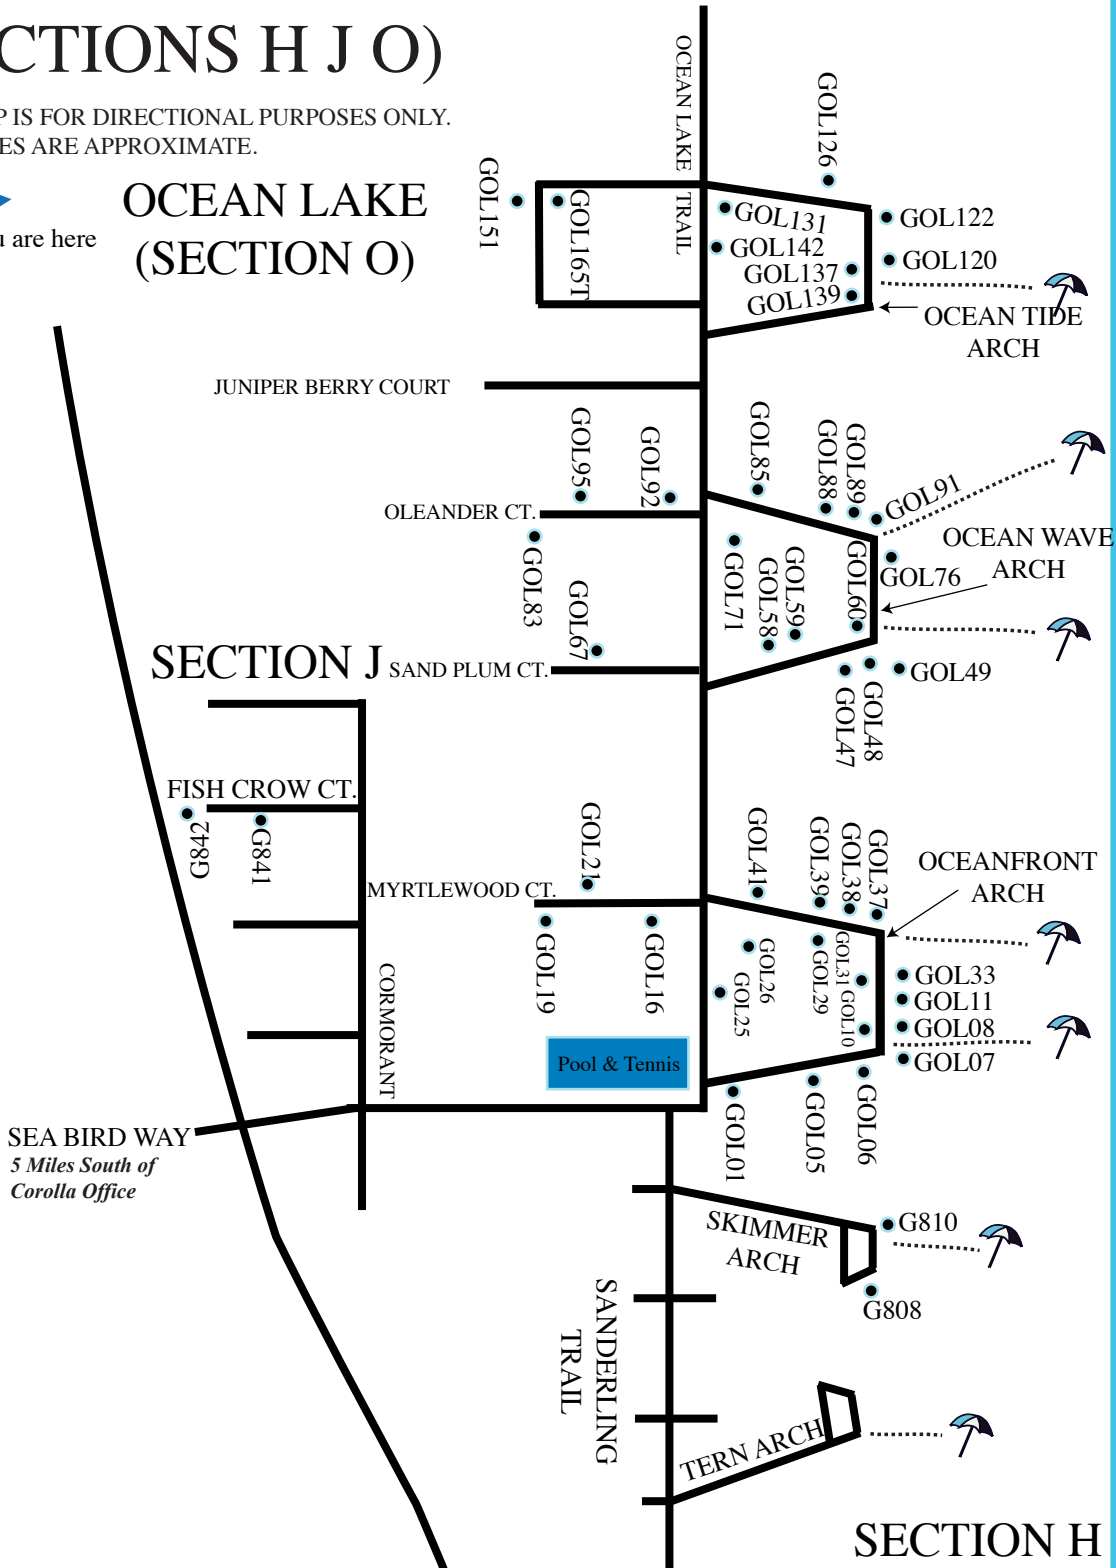 CTIONS H J O)
P IS FOR DIRECTIONAL PURPOSES ONLY.
ES ARE APPROXIMATE.
OCEAN LAKE
(SECTION O)
u are here
OCEAN LAKE TRAIL
GOL126
GOL151
GOL165T
GOL131
GOL122
GOL142
GOL120
GOL137
GOL139
OCEAN TIDE
ARCH
JUNIPER BERRY COURT
GOL95
GOL92
GOL85
GOL88
GOL89
GOL91
OLEANDER CT.
OCEAN WAVE
ARCH
GOL83
GOL67
GOL71
GOL58
GOL59
GOL60
GOL76
SECTION J
SAND PLUM CT.
GOL49
GOL47
GOL48
FISH CROW CT.
G842
G841
GOL21
GOL41
GOL39
GOL38
GOL37
OCEANFRONT
ARCH
MYRTLEWOOD CT.
GOL19
GOL16
GOL26
GOL25
GOL29
GOL31
GOL10
GOL33
GOL11
GOL08
GOL07
CORMORANT
Pool & Tennis
SEA BIRD WAY
5 Miles South of
Corolla Office
GOL01
GOL05
GOL06
SKIMMER
ARCH
G810
G808
SANDERLING
TRAIL
TERN ARCH
SECTION H